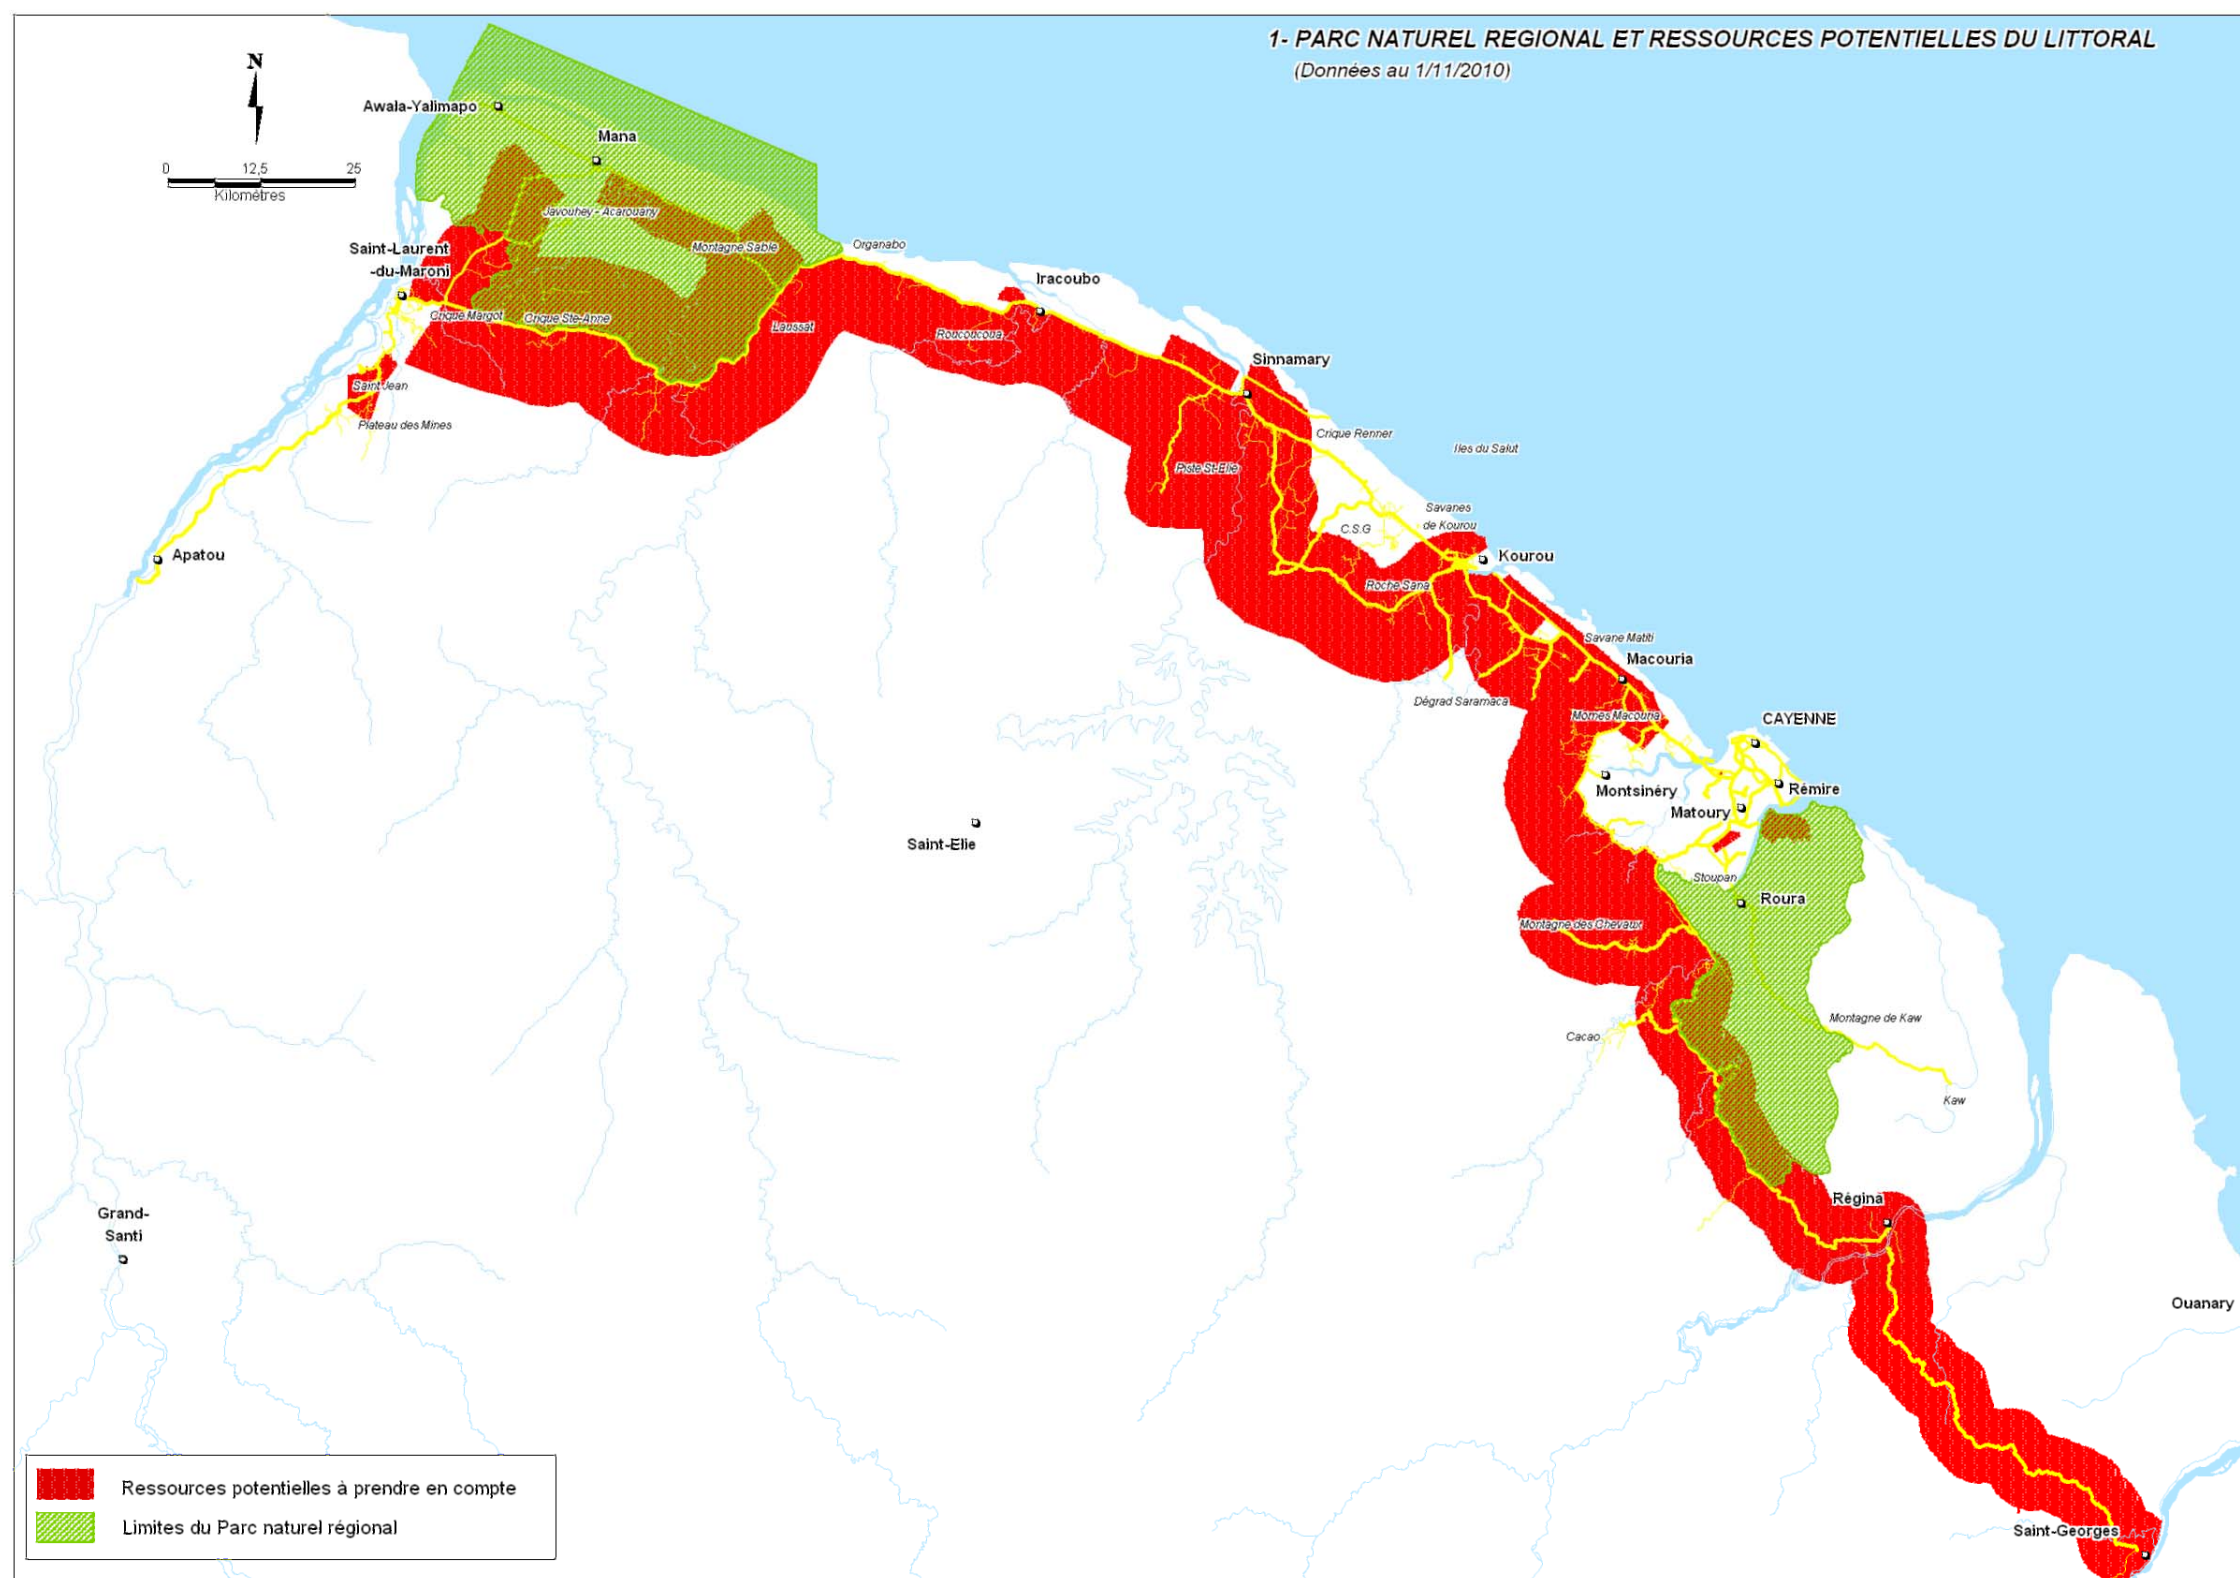 1- PARC NATUREL REGIONAL ET RESSOURCES POTENTIELLES DU LITTORAL
(Données au 1/11/2010)
N
0 12,5 25
Kilomètres
Awala-Yalimapo
Mana
Javouhey - Acarouany
Saint-Laurent
-du-Maroni
Montagne Sable
Organabo
Iracoubo
Crique Margot
Crique Ste-Anne
Laussat
Roucoucoua
Sinnamary
Saint Jean
Plateau des Mines
Crique Renner
Iles du Salut
Piste St-Elie
Savanes
de Kourou
C.S.G
Apatou
Kourou
Roche Sana
Savane Matiti
Macouria
Dégrad Saramaca
Mornes Macouria
CAYENNE
Montsinéry
Rémire
Matoury
Saint-Elie
Stoupan
Roura
Montagne des Chevaux
Montagne de Kaw
Cacao
Kaw
Régina
Grand-
Santi
Ouanary
Saint-Georges
Ressources potentielles à prendre en compte
Limites du Parc naturel régional